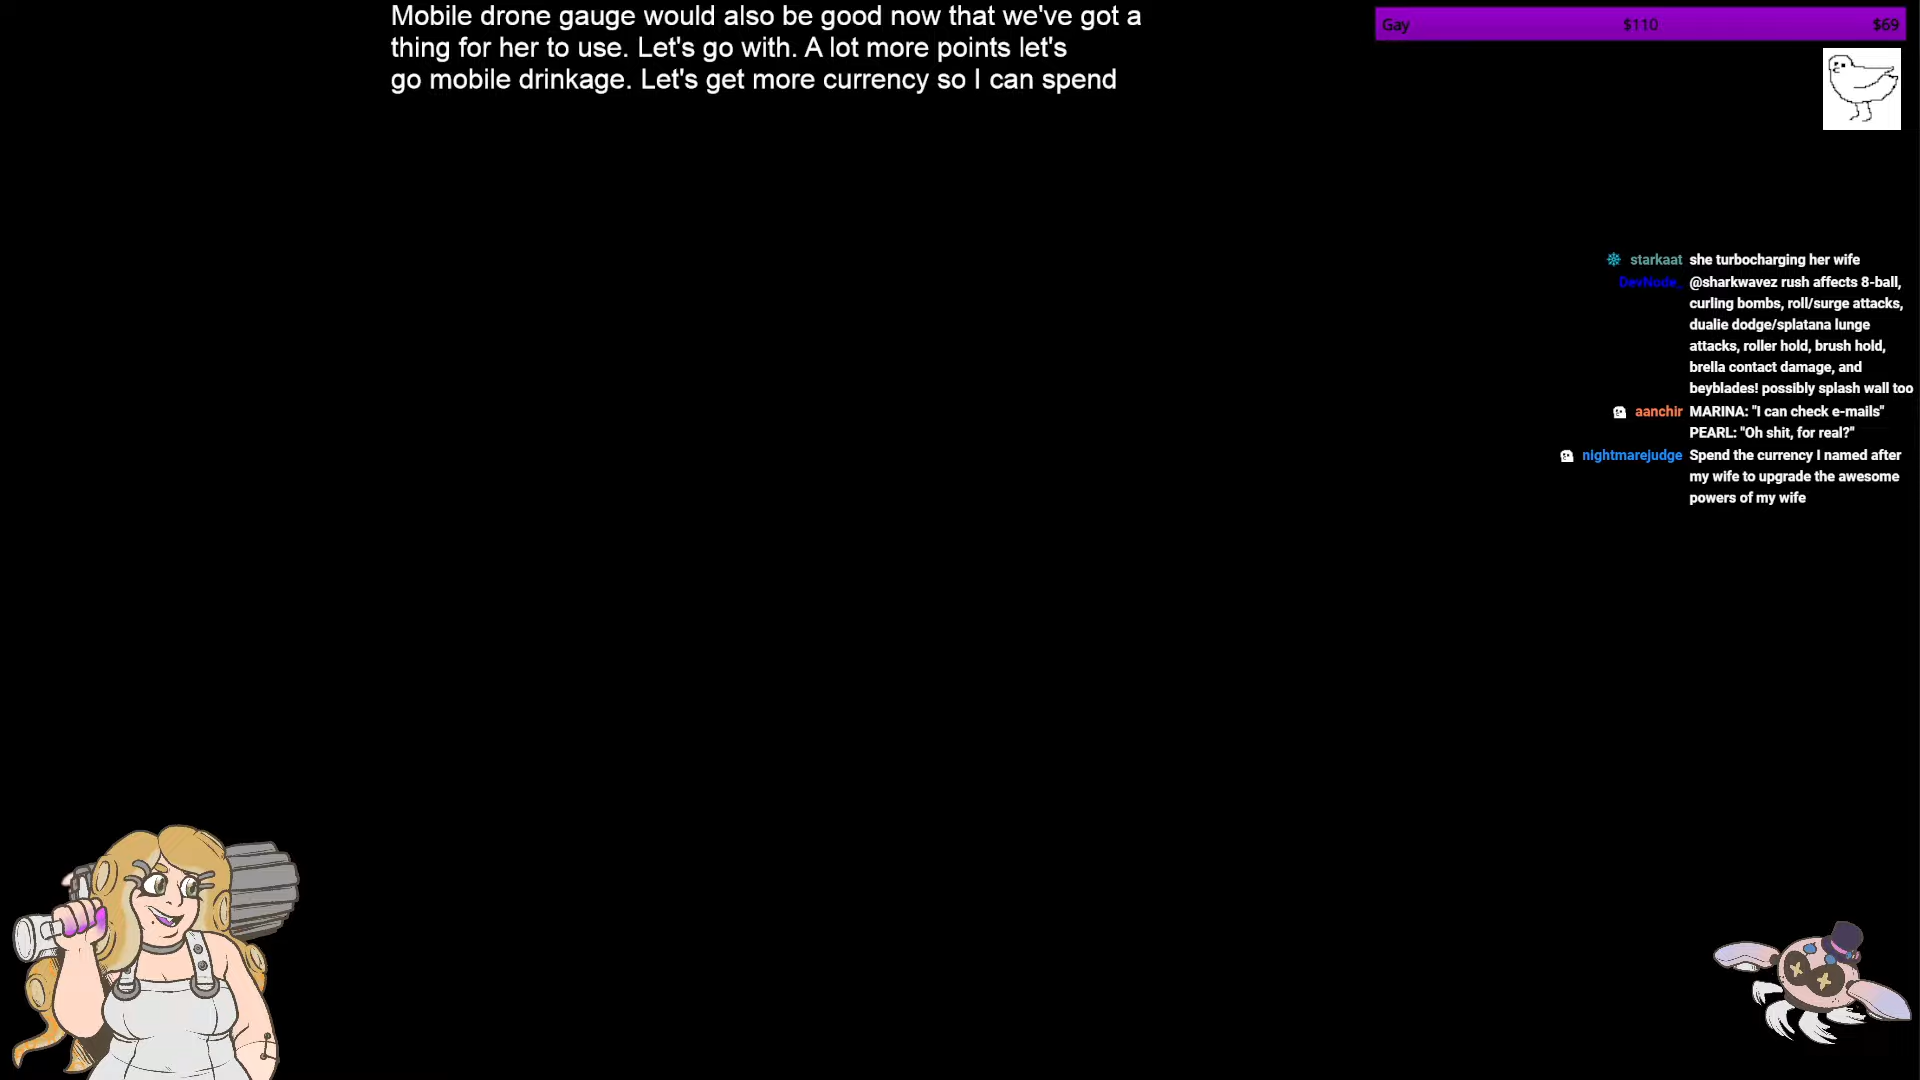 Mobile drone gauge would also be good now that we've got a
thing for her to use. Let's go with. A lot more points let's
go mobile drinkage. Let's get more currency so I can spend
Gay $110 $69
starkaat she turbocharging her wife
DevNode_ @sharkwavez rush affects 8-ball,
curling bombs, roll/surge attacks,
dualie dodge/splatana lunge
attacks, roller hold, brush hold,
brella contact damage, and
beyblades! possibly splash wall too
aanchir MARINA: "I can check e-mails"
PEARL: "Oh shit, for real?"
nightmarejudge Spend the currency I named after
my wife to upgrade the awesome
powers of my wife